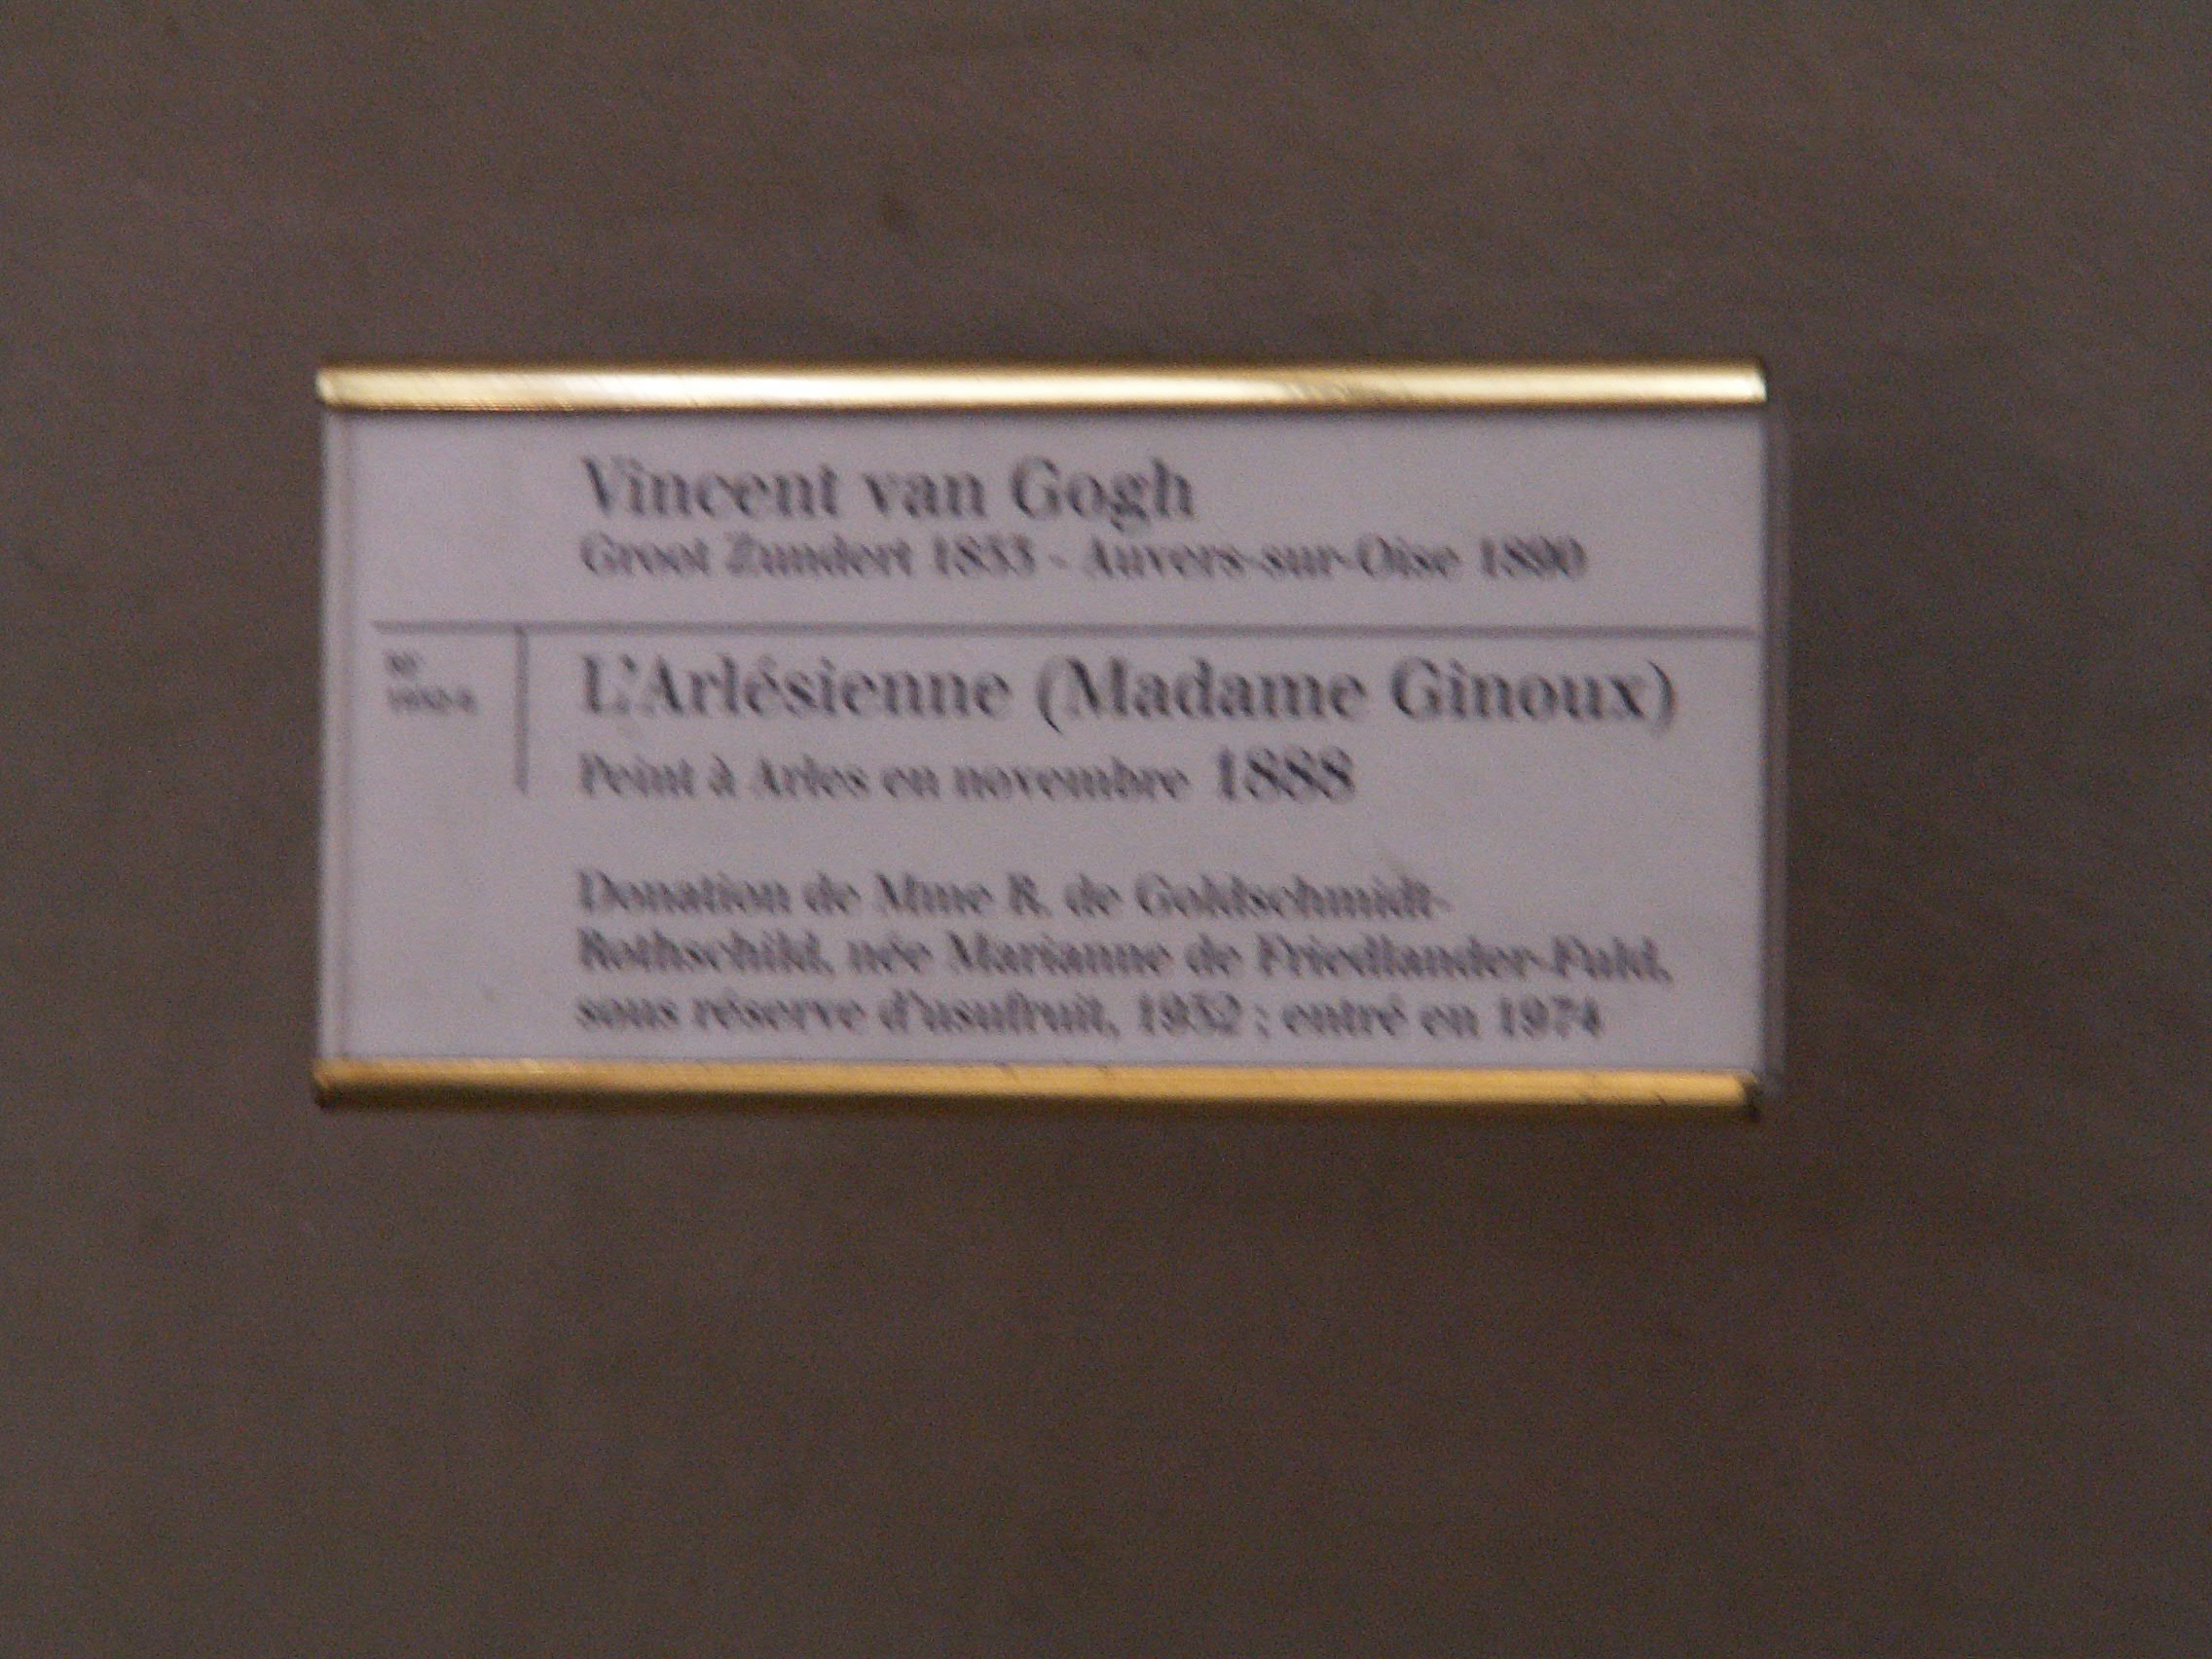 Vincent van Gogh
Groot Zundert 1853 - Auvers-sur-Oise 1890
L'Arlésienne (Madame Ginoux)
Peint à Arles en novembre 1888
Donation de Mme R. de Goldschmidt-
Rothschild, née Marianne de Friedlander-Fuld,
sous réserve d'usufruit, 1952 ; entré en 1974